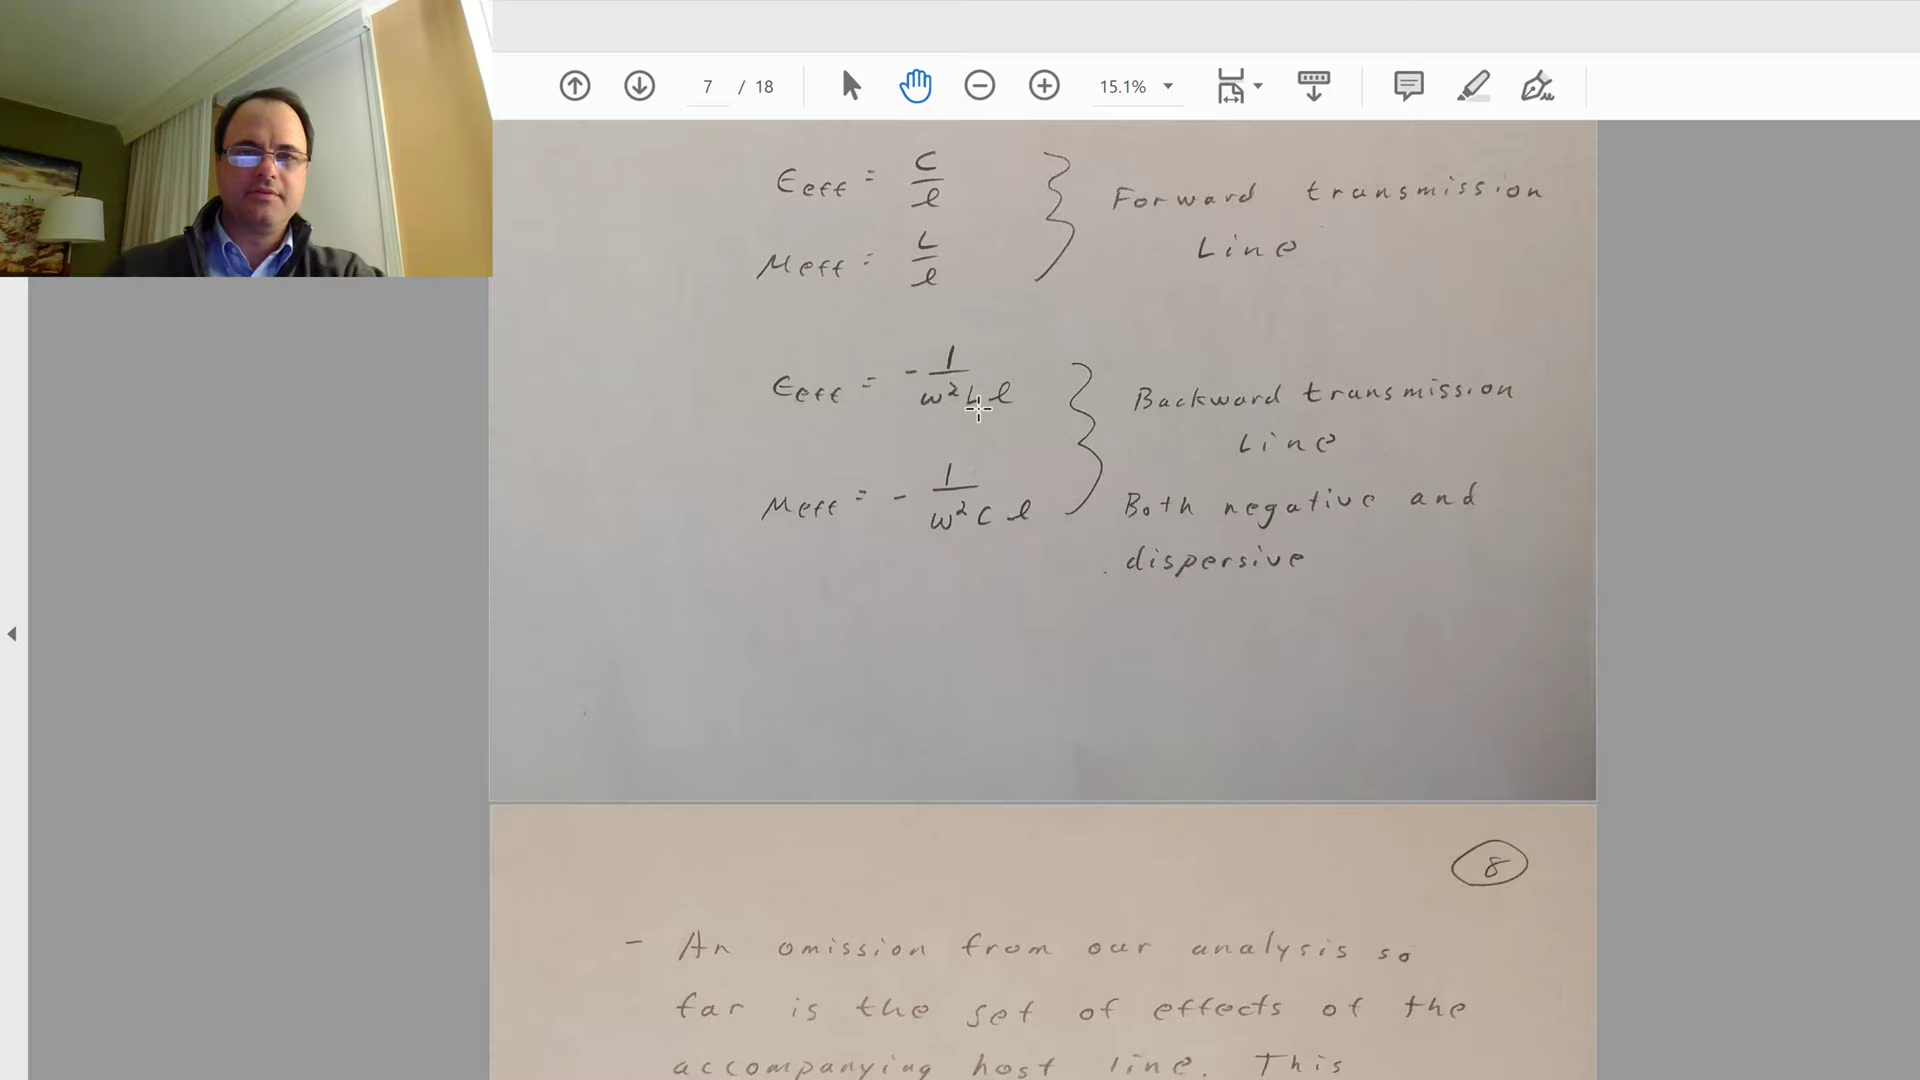 7 / 18
15.1%
ϵeff = C/l
μeff = L/l
Forward transmission
Line
ϵeff = - 1/ω²Ll
μeff = - 1/ω²Cl
Backward transmission
Line
Both negative and
dispersive
8
- An omission from our analysis so
far is the set of effects of the
accompanying host line. This